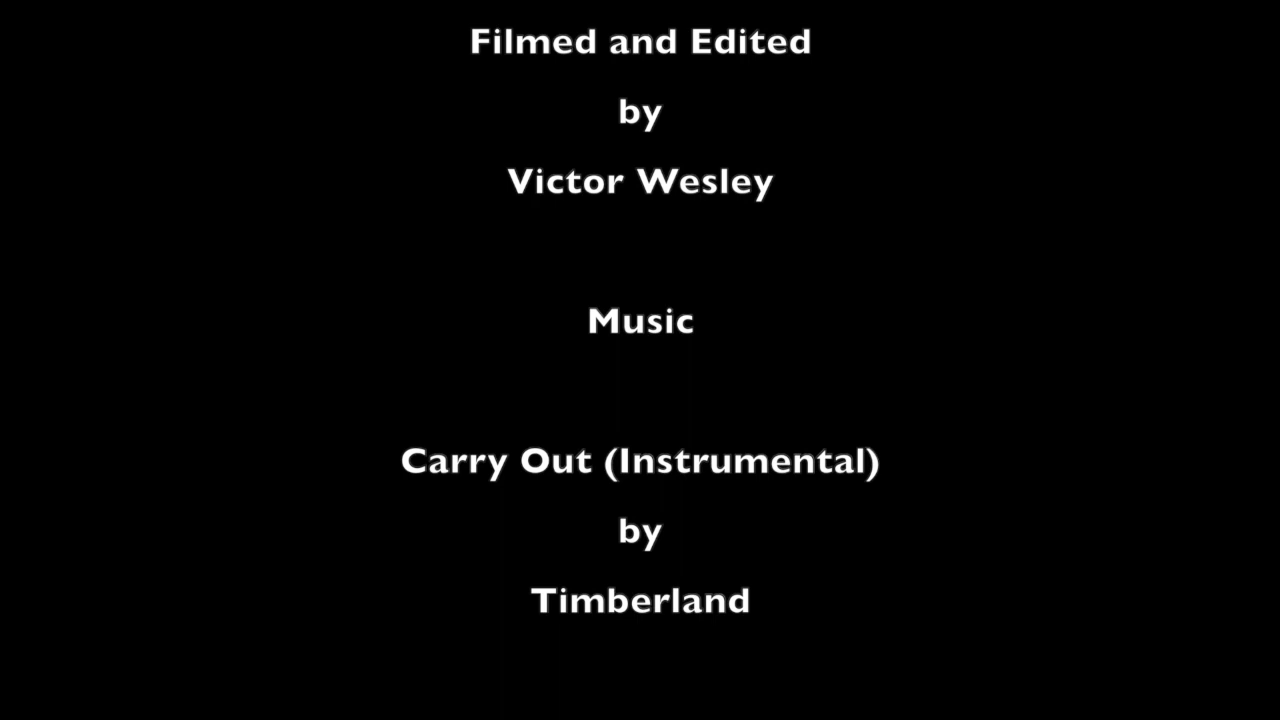 Filmed and Edited
by
Victor Wesley
Music
Carry Out (Instrumental)
by
Timberland